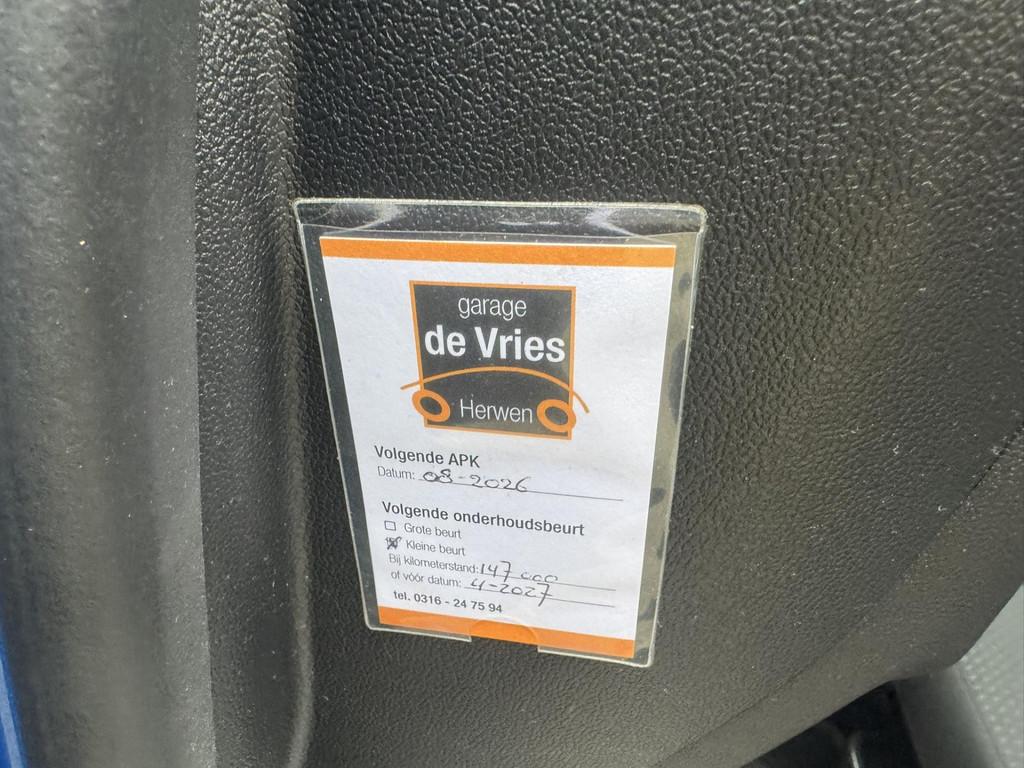 garage
de Vries
Herwen
Volgende APK
Datum: 08-2026
Volgende onderhoudsbeurt
Grote beurt
Kleine beurt
Bij kilometerstand: 147 000
of vóór datum: 4-2027
tel. 0316 - 24 75 94